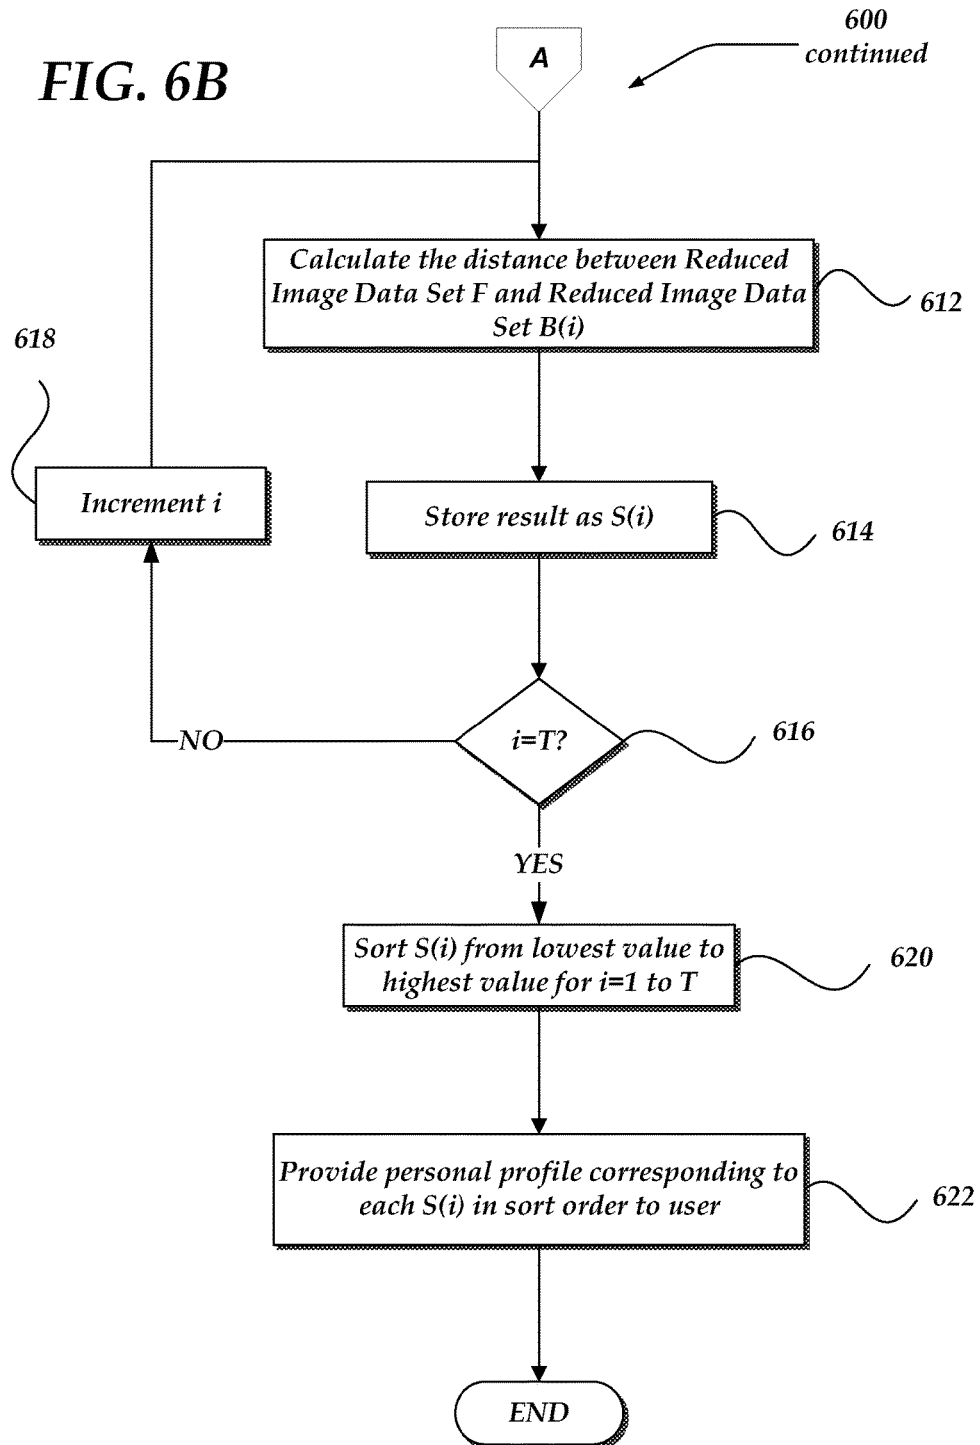 600
continued
FIG. 6B
A
Calculate the distance between Reduced
Image Data Set F and Reduced Image Data
Set B(i)
612
618
Increment i
Store result as S(i)
614
i=T?
616
NO
YES
Sort S(i) from lowest value to
highest value for i=1 to T
620
Provide personal profile corresponding to
each S(i) in sort order to user
622
END